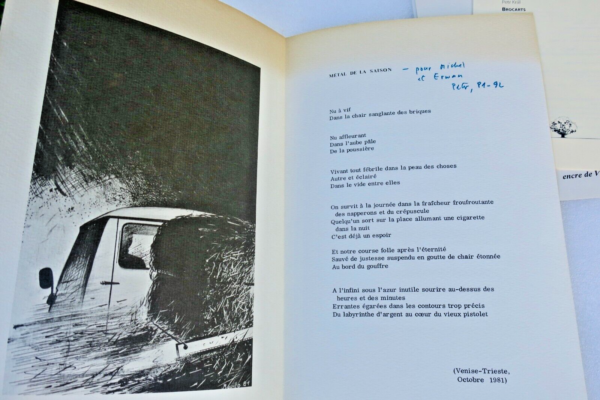 METAL DE LA SAISON
— pour Michel
et Erwan
Nu à vif
Dans la chair sanglante des briques
Nu affleurant
Dans l'aube pâle
De la poussière
Vivant tout fébrile dans la peau des choses
Autre et éclairé
Dans le vide entre elles
On survit à la journée dans la fraîcheur froufroutante
des napperons et du crépuscule
Quelqu'un sort sur la place allumant une cigarette
dans la nuit
C'est déjà un espoir
Et notre course folle après l'éternité
Sauvé de justesse suspendu en goutte de chair étonnée
Au bord du gouffre
A l'infini sous l'azur inutile sourire au-dessus des
heures et des minutes
Errantes égarées dans les contours trop précis
Du labyrinthe d'argent au cœur du vieux pistolet
(Venise-Trieste,
Octobre 1981)
BROCARTS
encre de V